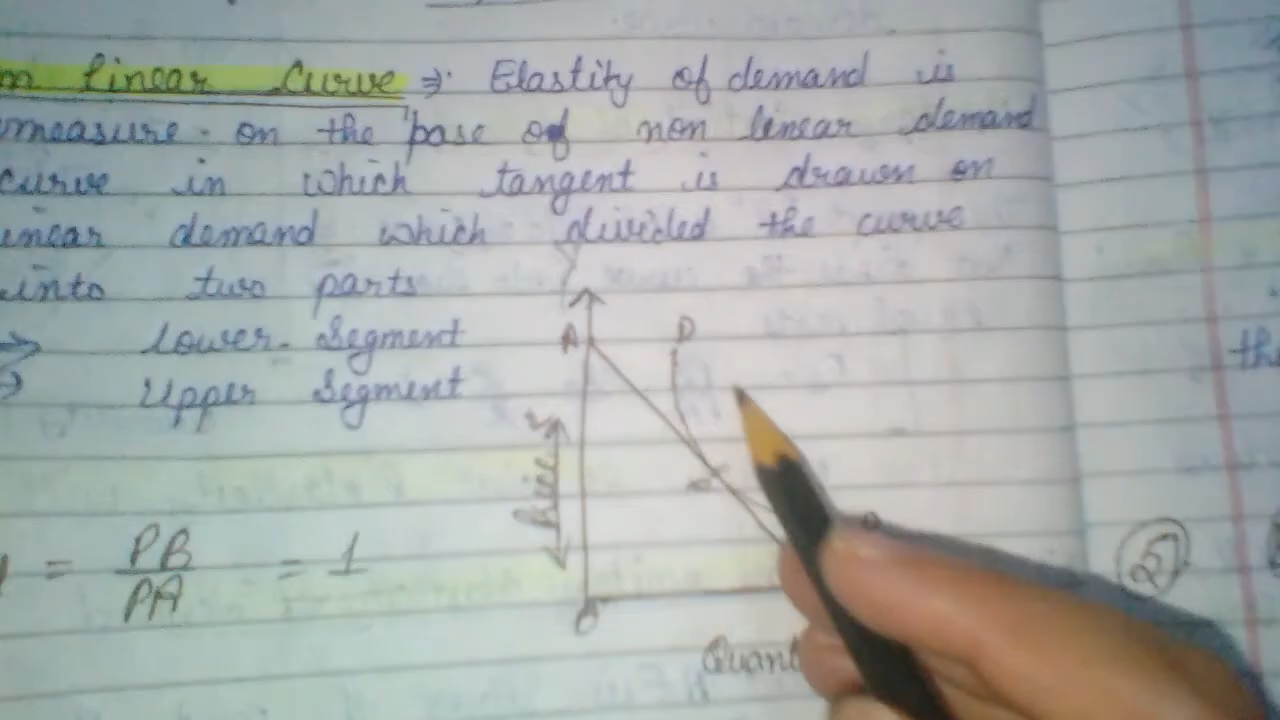 linear Curve ⇒ Elastity of demand is
measure. on the base of non linear demand
curve in which tangent is drawn on
linear demand which divided the curve
into two parts
→ Lower. Segment
→ Upper Segment
Y
A D
Price
= PB / PA = 1
P
O
Quant
5